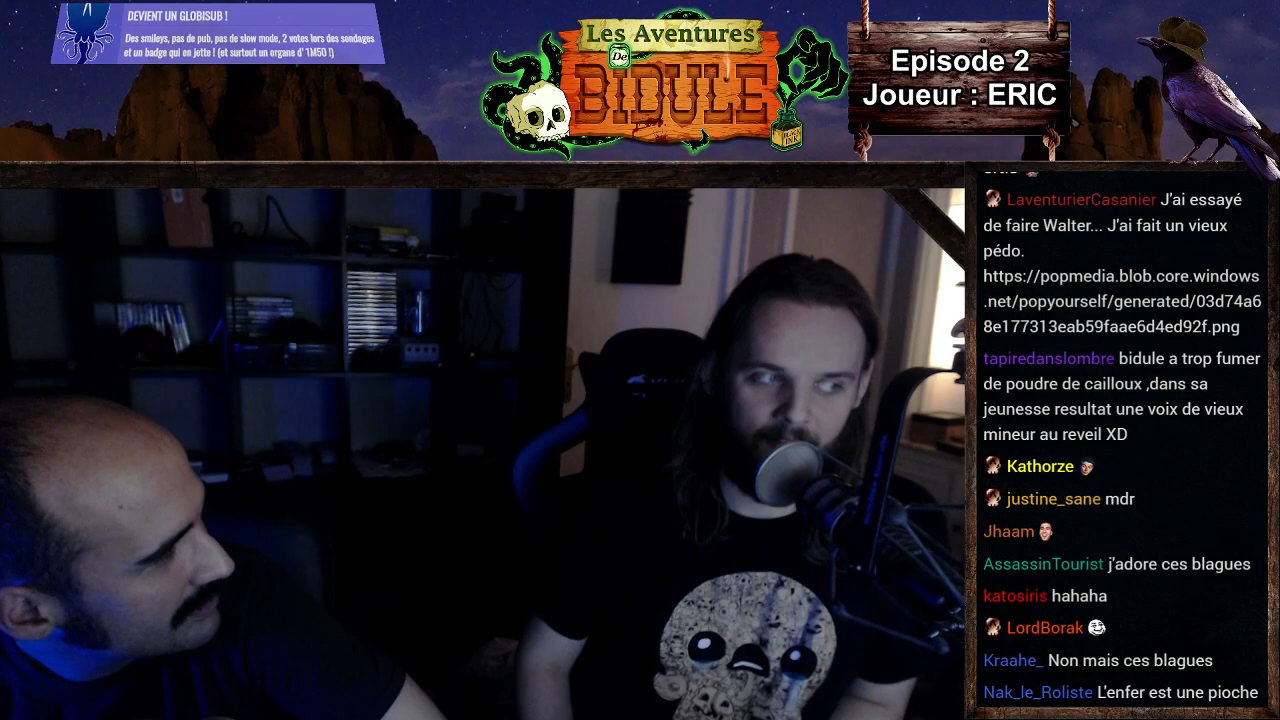 DEVIENT UN GLOBISUB !
Des smileys, pas de pub, pas de slow mode, 2 votes lors des sondages
et un badge qui en jette ! (et surtout un organe d' 1M50 !)
Les Aventures
De
BIDULE
BLACK
INK
Episode 2
Joueur : ERIC
LaventurierCasanier J'ai essayé
de faire Walter... J'ai fait un vieux
pédo.
https://popmedia.blob.core.windows
.net/popyourself/generated/03d74a6
8e177313eab59faae6d4ed92f.png
tapiredanslombre bidule a trop fumer
de poudre de cailloux ,dans sa
jeunesse resultat une voix de vieux
mineur au reveil XD
Kathorze
justine_sane mdr
Jhaam
AssassinTourist j'adore ces blagues
katosiris hahaha
LordBorak
Kraahe_ Non mais ces blagues
Nak_le_Roliste L'enfer est une pioche